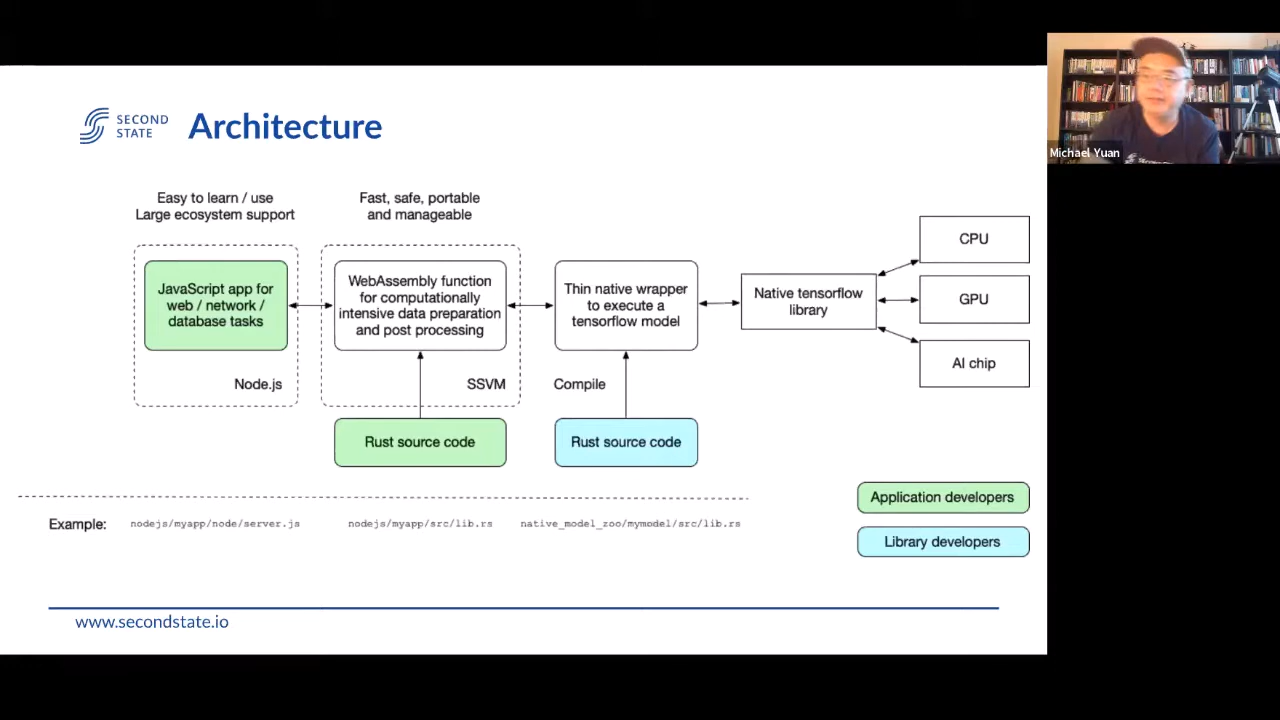 SECOND
STATE
Architecture
Michael Yuan
Easy to learn / use
Large ecosystem support
Fast, safe, portable
and manageable
JavaScript app for
web / network /
database tasks
Node.js
WebAssembly function
for computationally
intensive data preparation
and post processing
SSVM
Thin native wrapper
to execute a
tensorflow model
Compile
Native tensorflow
library
CPU
GPU
AI chip
Rust source code
Rust source code
Application developers
Library developers
Example:
nodejs/myapp/node/server.js
nodejs/myapp/src/lib.rs
native_model_zoo/mymodel/src/lib.rs
www.secondstate.io